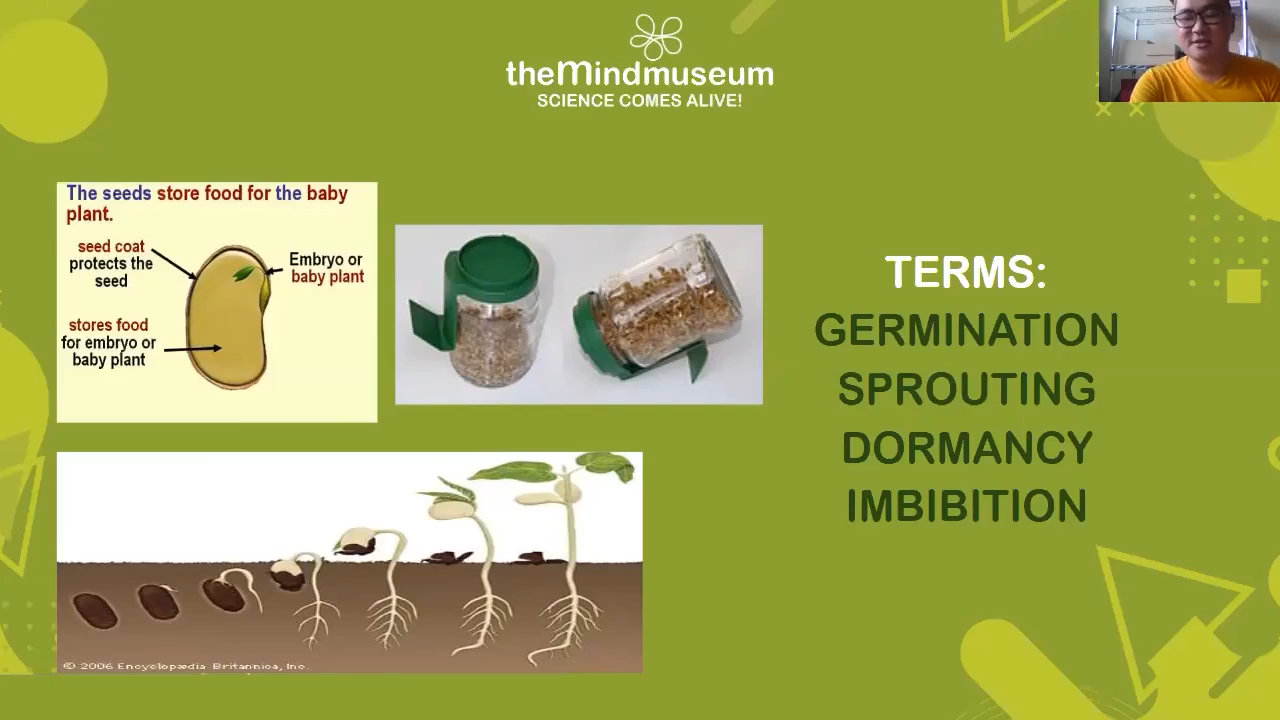 theMindmuseum
SCIENCE COMES ALIVE!
The seeds store food for the baby
plant.
seed coat
protects the
seed
Embryo or
baby plant
stores food
for embryo or
baby plant
TERMS:
GERMINATION
SPROUTING
DORMANCY
IMBIBITION
© 2006 Encyclopædia Britannica, Inc.